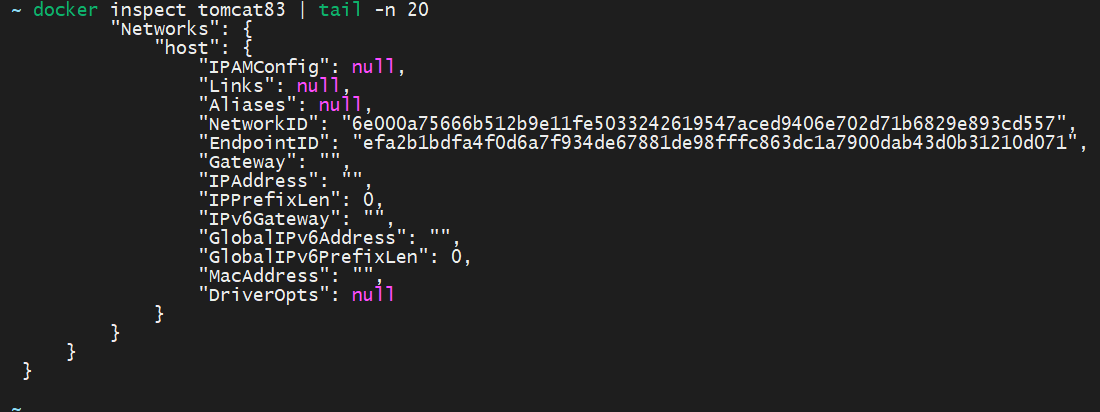 ~ docker inspect tomcat83 | tail -n 20
"Networks": {
"host": {
"IPAMConfig": null,
"Links": null,
"Aliases": null,
"NetworkID": "6e000a75666b512b9e11fe5033242619547aced9406e702d71b6829e893cd557",
"EndpointID": "efa2b1bdfa4f0d6a7f934de67881de98fffc863dc1a7900dab43d0b31210d071",
"Gateway": "",
"IPAddress": "",
"IPPrefixLen": 0,
"IPv6Gateway": "",
"GlobalIPv6Address": "",
"GlobalIPv6PrefixLen": 0,
"MacAddress": "",
"DriverOpts": null
}
}
}
}
~